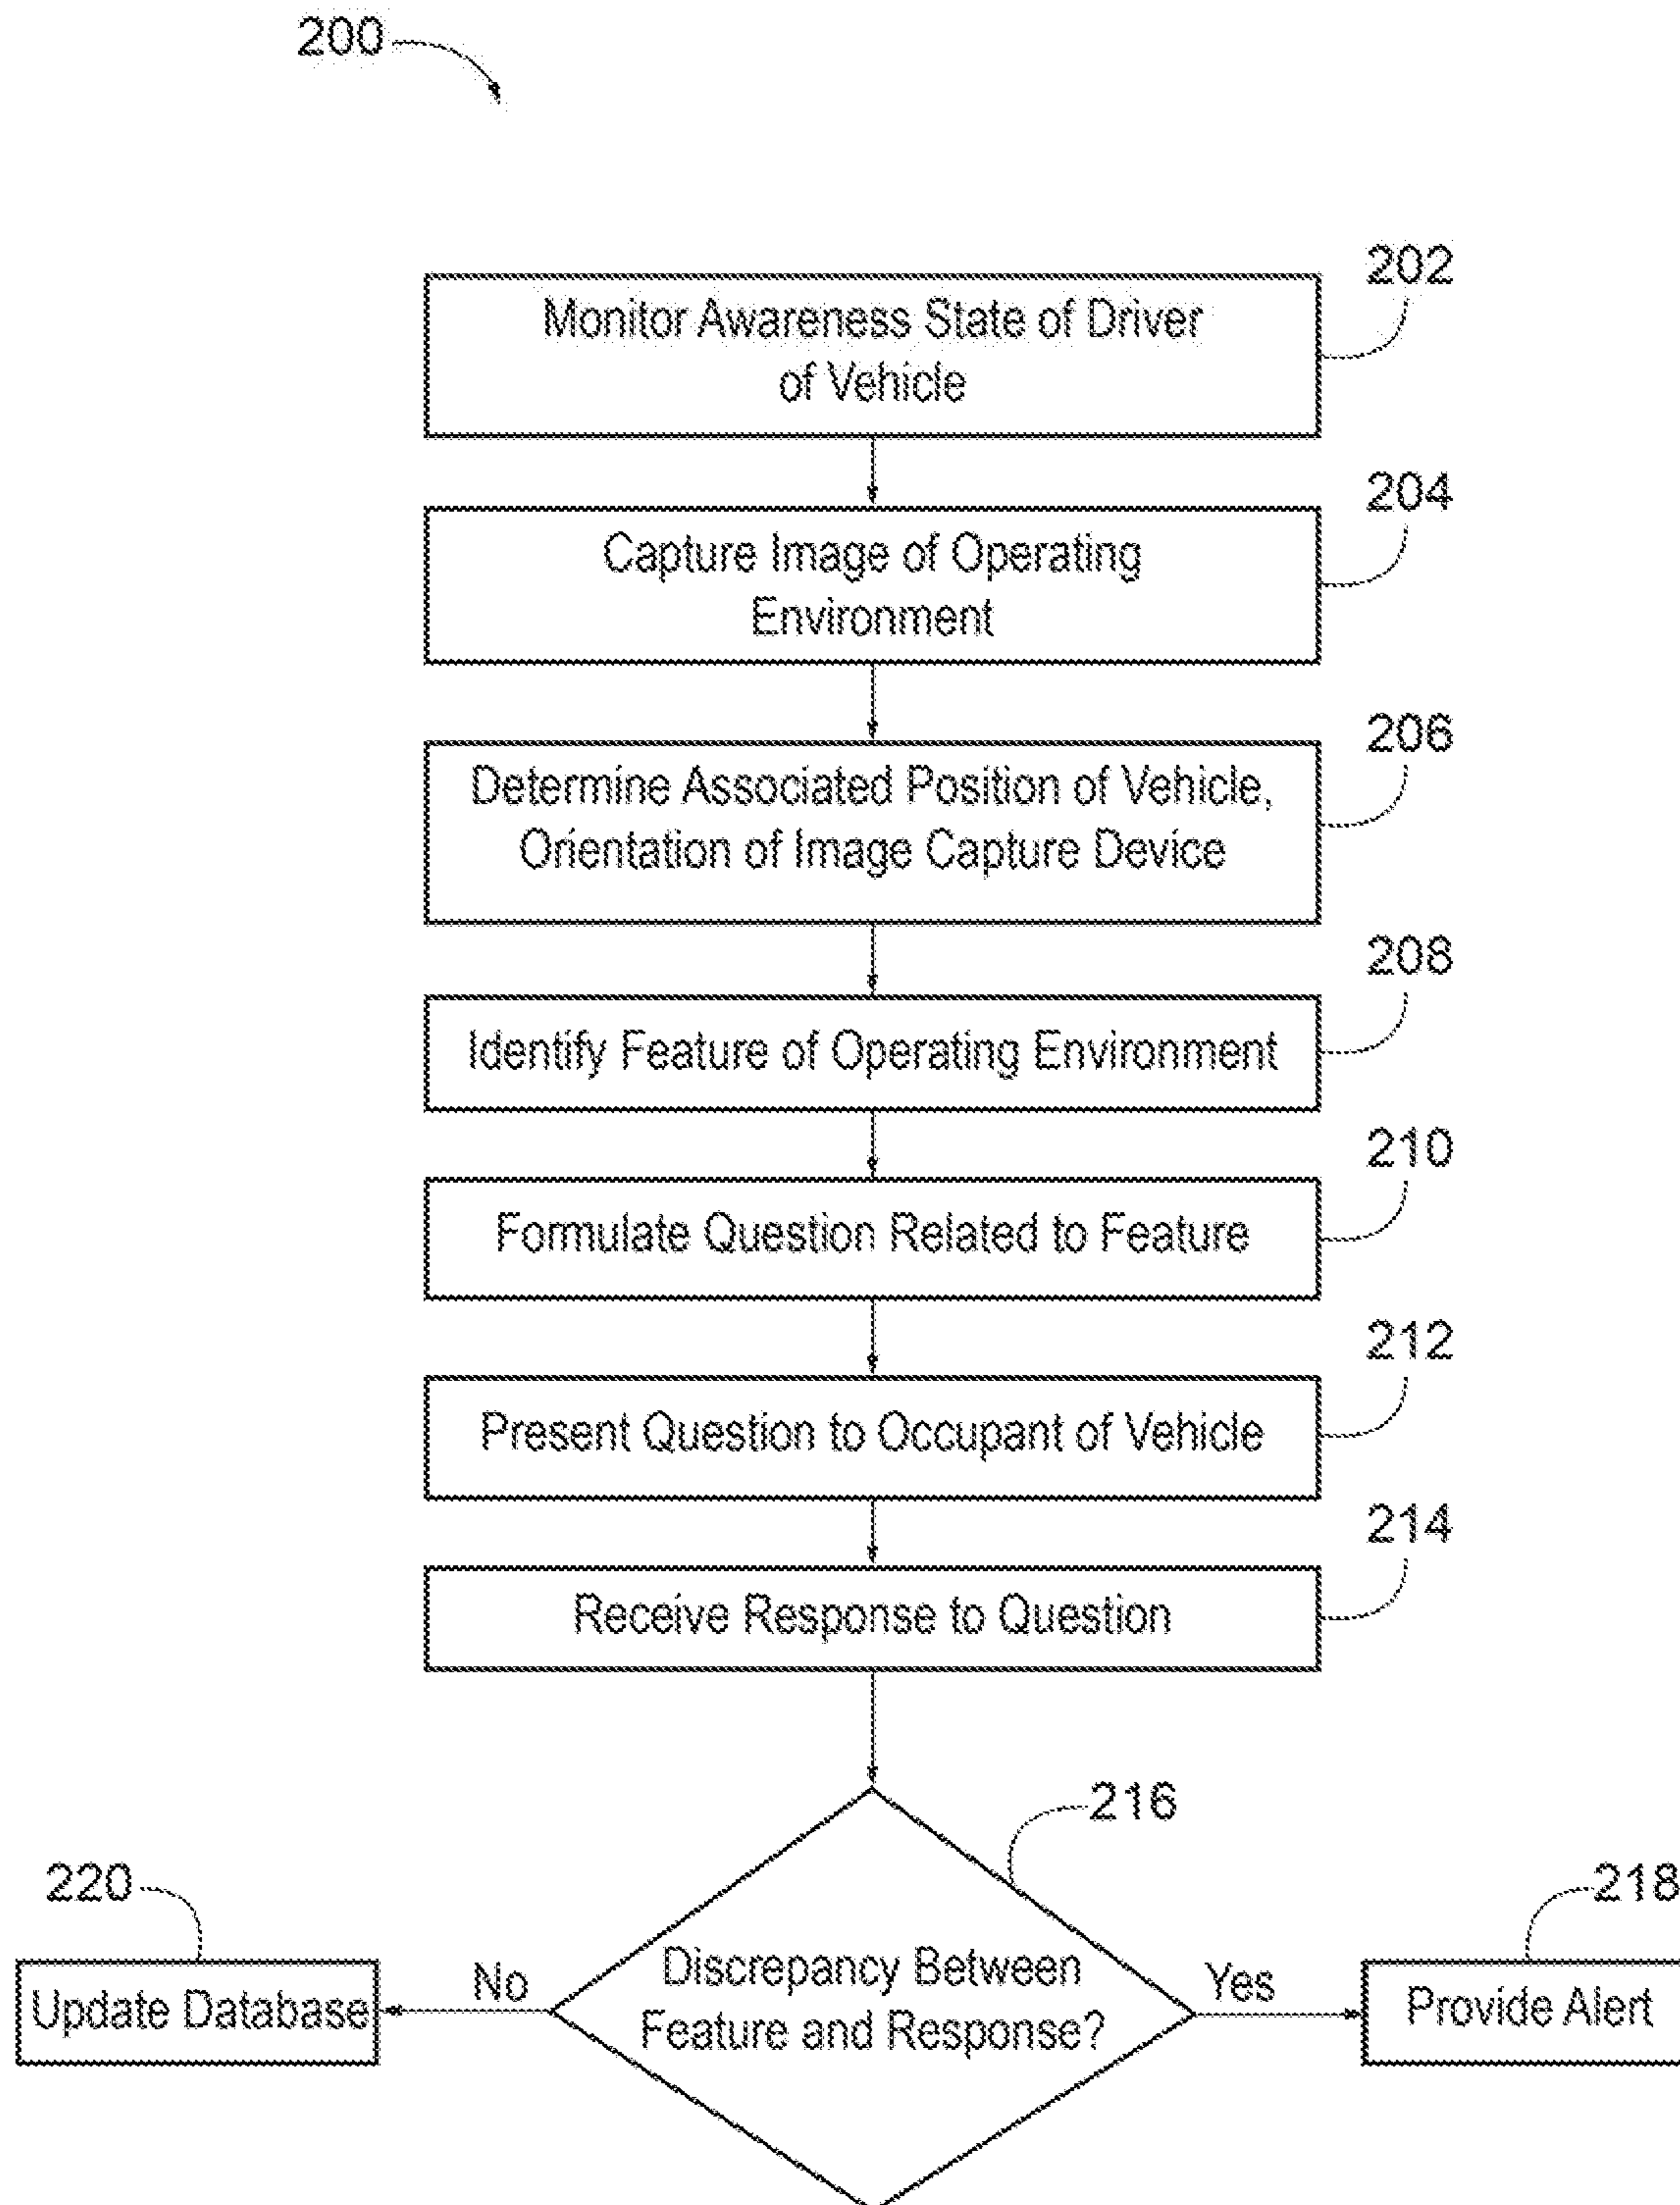 200
202
Monitor Awareness State of Driver
of Vehicle
204
Capture Image of Operating
Environment
206
Determine Associated Position of Vehicle,
Orientation of Image Capture Device
208
Identify Feature of Operating Environment
210
Formulate Question Related to Feature
212
Present Question to Occupant of Vehicle
214
Receive Response to Question
216
220
218
Discrepancy Between
Feature and Response?
No
Yes
Update Database
Provide Alert